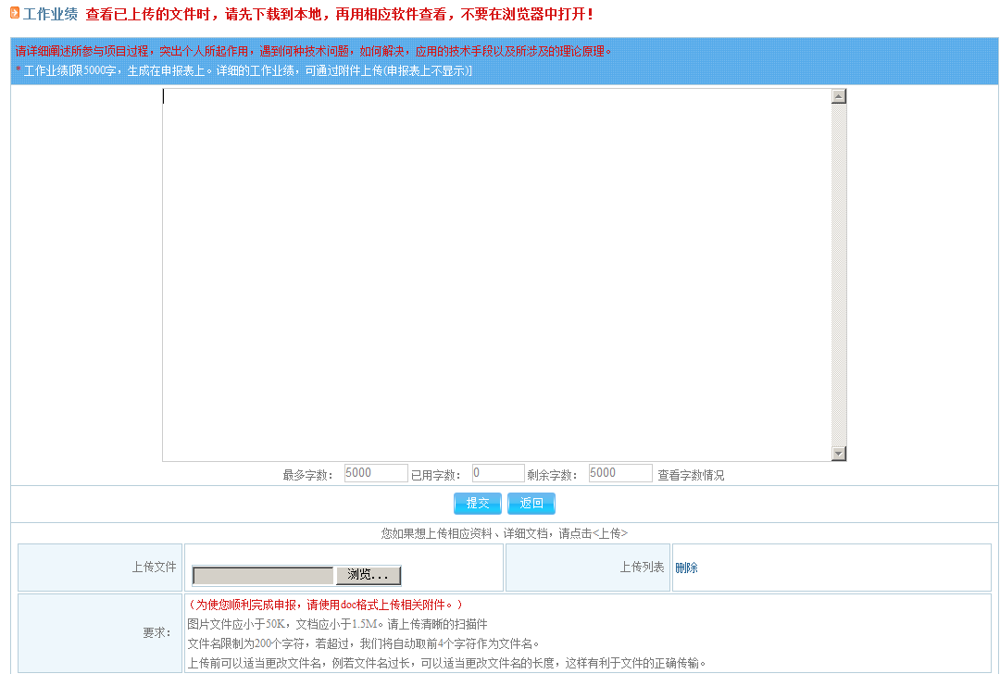 工作业绩 查看已上传的文件时，请先下载到本地，再用相应软件查看，不要在浏览器中打开！
请详细阐述所参与项目过程，突出个人所起作用，遇到何种技术问题，如何解决，应用的技术手段以及所涉及的理论原理。
* 工作业绩[限5000字，生成在申报表上。详细的工作业绩，可通过附件上传(申报表上不显示)]
最多字数： 5000 已用字数： 0 剩余字数： 5000 查看字数情况
提交 返回
您如果想上传相应资料、详细文档，请点击<上传>
上传文件 浏览... 上传列表 删除
要求：
（为使您顺利完成申报，请使用doc格式上传相关附件。）
图片文件应小于50K，文档应小于1.5M。请上传清晰的扫描件
文件名限制为200个字符，若超过，我们将自动取前4个字符作为文件名。
上传前可以适当更改文件名，例若文件名过长，可以适当更改文件名的长度，这样有利于文件的正确传输。